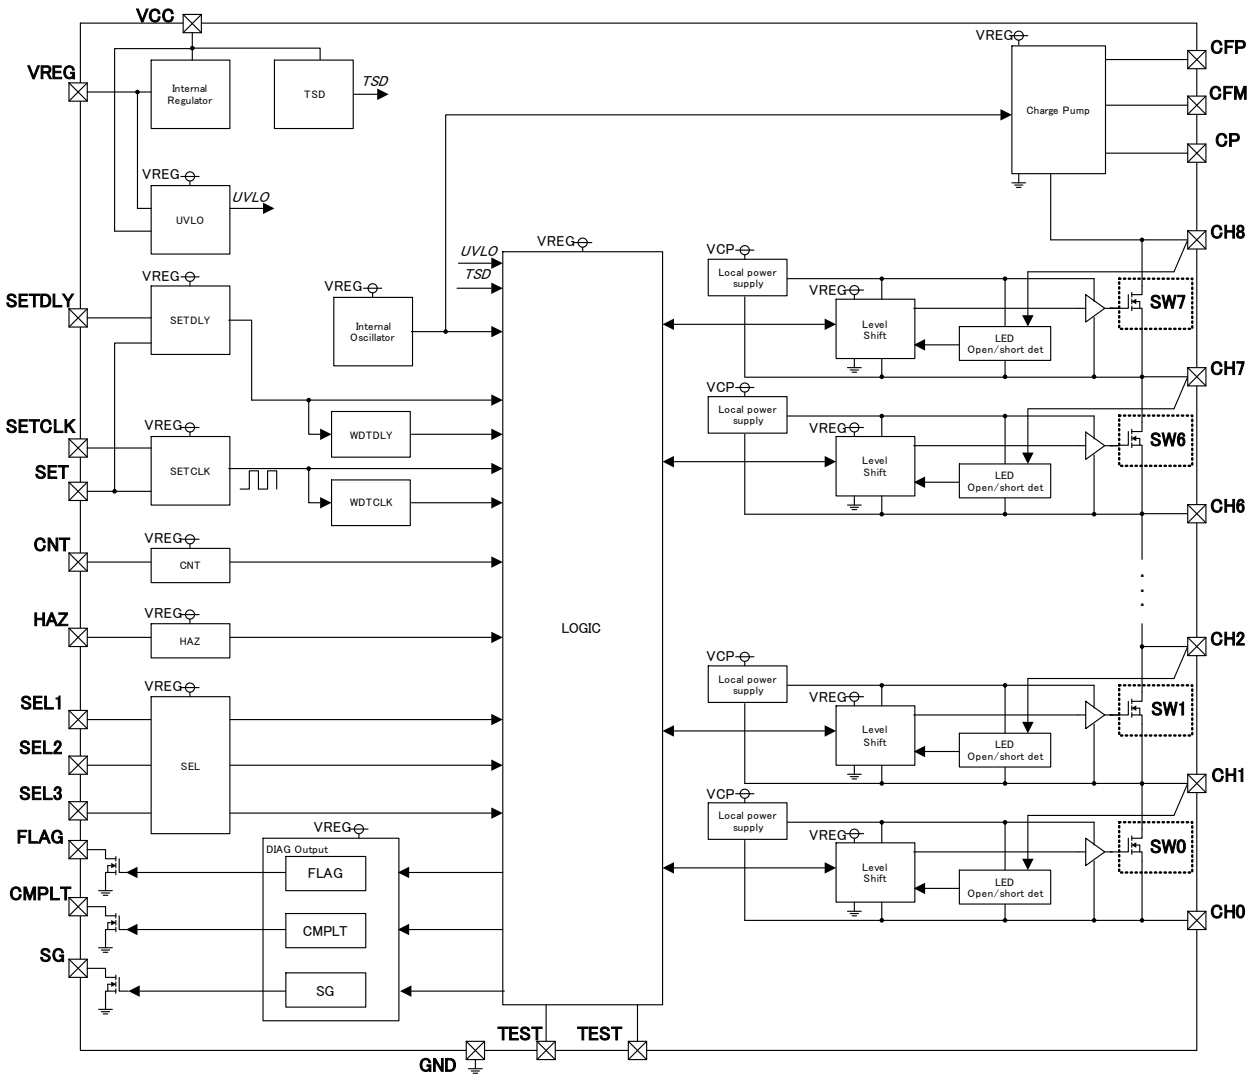 VCC
VREG
Internal
Regulator
TSD
TSD
VREG
UVLO
UVLO
VREG
Charge Pump
CFP
CFM
CP
CH8
SETDLY
VREG
SETDLY
VREG
Internal
Oscillator
UVLO
TSD
VREG
LOGIC
SETCLK
SET
VREG
SETCLK
WDTDLY
WDTCLK
CNT
VREG
CNT
HAZ
VREG
HAZ
SEL1
SEL2
SEL3
VREG
SEL
FLAG
CMPLT
SG
VREG
DIAG Output
FLAG
CMPLT
SG
GND
TEST
TEST
VCP
Local power
supply
VREG
Level
Shift
LED
Open/short det
SW7
CH7
VCP
Local power
supply
VREG
Level
Shift
LED
Open/short det
SW6
CH6
CH2
VCP
Local power
supply
VREG
Level
Shift
LED
Open/short det
SW1
CH1
VCP
Local power
supply
VREG
Level
Shift
LED
Open/short det
SW0
CH0